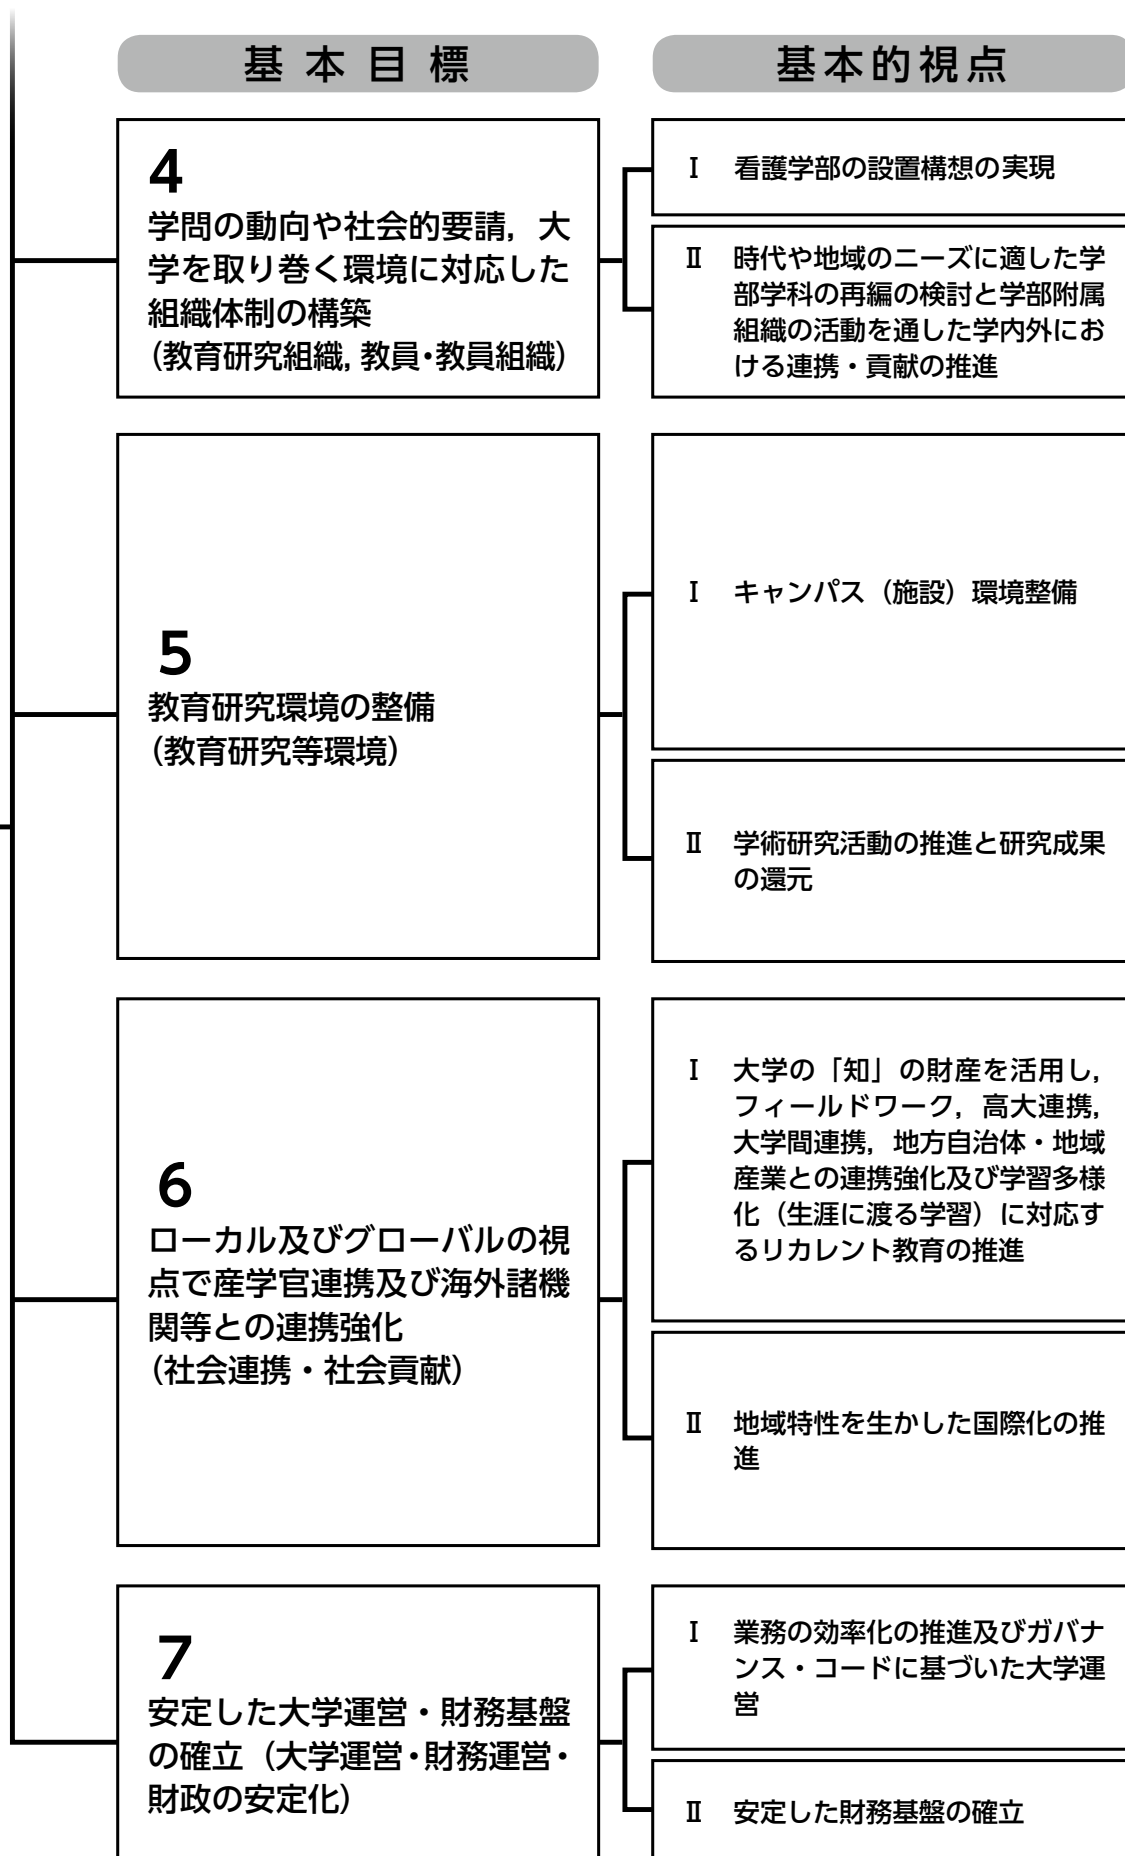 基本目標
基本的視点
4
学問の動向や社会的要請，大
学を取り巻く環境に対応した
組織体制の構築
（教育研究組織，教員・教員組織）
Ⅰ 看護学部の設置構想の実現
Ⅱ 時代や地域のニーズに適した学
部学科の再編の検討と学部附属
組織の活動を通した学内外にお
ける連携・貢献の推進
5
教育研究環境の整備
（教育研究等環境）
Ⅰ キャンパス（施設）環境整備
Ⅱ 学術研究活動の推進と研究成果
の還元
6
ローカル及びグローバルの視
点で産学官連携及び海外諸機
関等との連携強化
（社会連携・社会貢献）
Ⅰ 大学の「知」の財産を活用し，
フィールドワーク，高大連携，
大学間連携，地方自治体・地域
産業との連携強化及び学習多様
化（生涯に渡る学習）に対応す
るリカレント教育の推進
Ⅱ 地域特性を生かした国際化の推
進
7
安定した大学運営・財務基盤
の確立（大学運営・財務運営・
財政の安定化）
Ⅰ 業務の効率化の推進及びガバナ
ンス・コードに基づいた大学運
営
Ⅱ 安定した財務基盤の確立